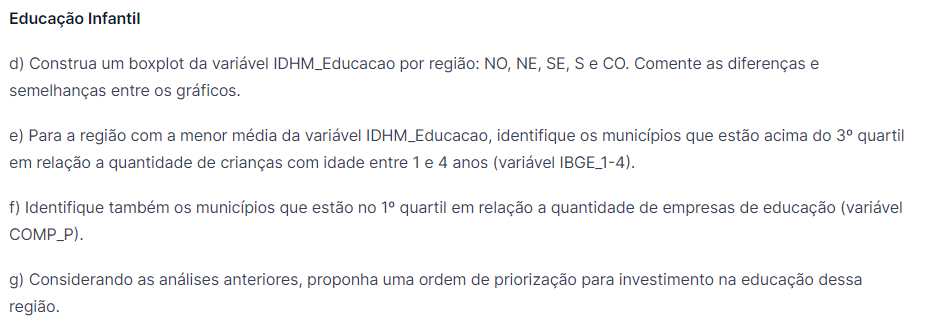 Educação Infantil
d) Construa um boxplot da variável IDHM_Educacao por região: NO, NE, SE, S e CO. Comente as diferenças e
semelhanças entre os gráficos.
e) Para a região com a menor média da variável IDHM_Educacao, identifique os municípios que estão acima do 3º quartil
em relação a quantidade de crianças com idade entre 1 e 4 anos (variável IBGE_1-4).
f) Identifique também os municípios que estão no 1º quartil em relação a quantidade de empresas de educação (variável
COMP_P).
g) Considerando as análises anteriores, proponha uma ordem de priorização para investimento na educação dessa
região.